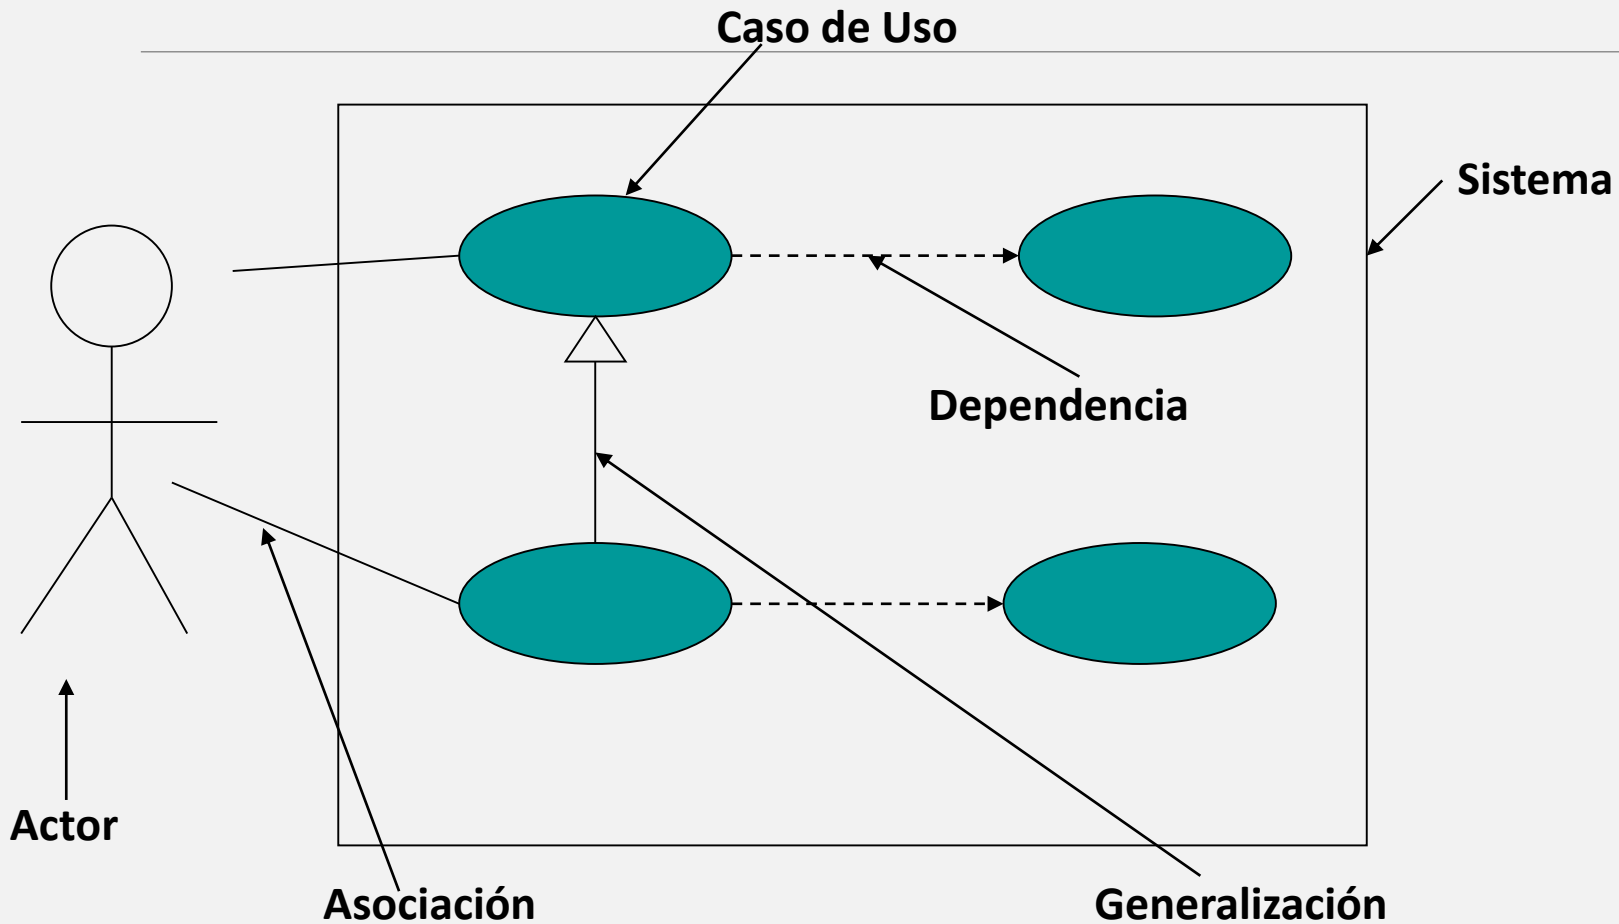 Caso de Uso
Sistema
Dependencia
Actor
Asociación
Generalización